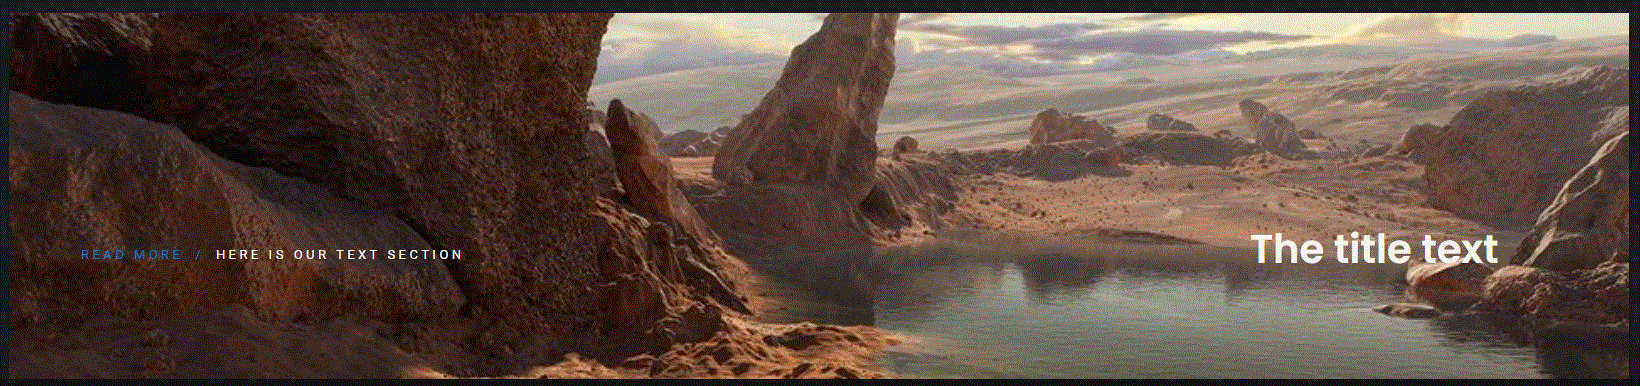 READ MORE / HERE IS OUR TEXT SECTION
The title text